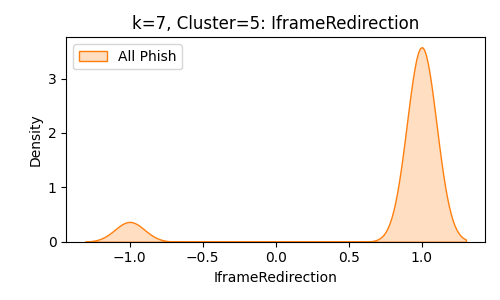 k=7, Cluster=5: IframeRedirection
All Phish
Density
3
2
1
0
−1.0 −0.5 0.0 0.5 1.0
IframeRedirection